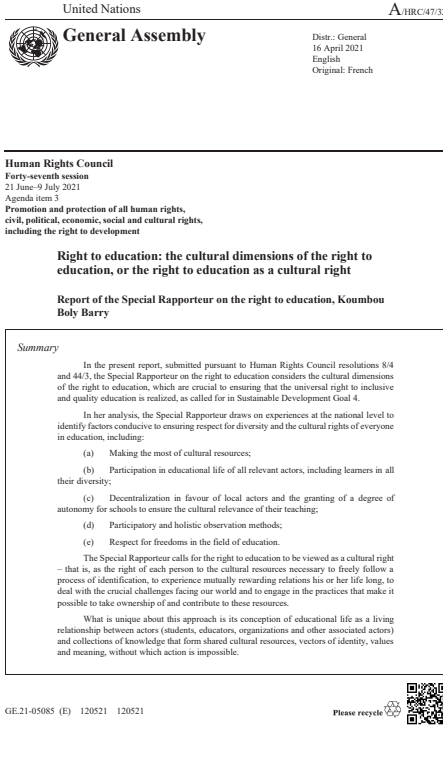 United Nations
A/HRC/47/32
General Assembly
Distr.: General
16 April 2021
English
Original: French
Human Rights Council
Forty-seventh session
21 June–9 July 2021
Agenda item 3
Promotion and protection of all human rights,
civil, political, economic, social and cultural rights,
including the right to development
Right to education: the cultural dimensions of the right to
education, or the right to education as a cultural right
Report of the Special Rapporteur on the right to education, Koumbou
Boly Barry
Summary
In the present report, submitted pursuant to Human Rights Council resolutions 8/4
and 44/3, the Special Rapporteur on the right to education considers the cultural dimensions
of the right to education, which are crucial to ensuring that the universal right to inclusive
and quality education is realized, as called for in Sustainable Development Goal 4.
In her analysis, the Special Rapporteur draws on experiences at the national level to
identify factors conducive to ensuring respect for diversity and the cultural rights of everyone
in education, including:
(a) Making the most of cultural resources;
(b) Participation in educational life of all relevant actors, including learners in all
their diversity;
(c) Decentralization in favour of local actors and the granting of a degree of
autonomy for schools to ensure the cultural relevance of their teaching;
(d) Participatory and holistic observation methods;
(e) Respect for freedoms in the field of education.
The Special Rapporteur calls for the right to education to be viewed as a cultural right
– that is, as the right of each person to the cultural resources necessary to freely follow a
process of identification, to experience mutually rewarding relations his or her life long, to
deal with the crucial challenges facing our world and to engage in the practices that make it
possible to take ownership of and contribute to these resources.
What is unique about this approach is its conception of educational life as a living
relationship between actors (students, educators, organizations and other associated actors)
and collections of knowledge that form shared cultural resources, vectors of identity, values
and meaning, without which action is impossible.
GE.21-05085 (E) 120521 120521
Please recycle